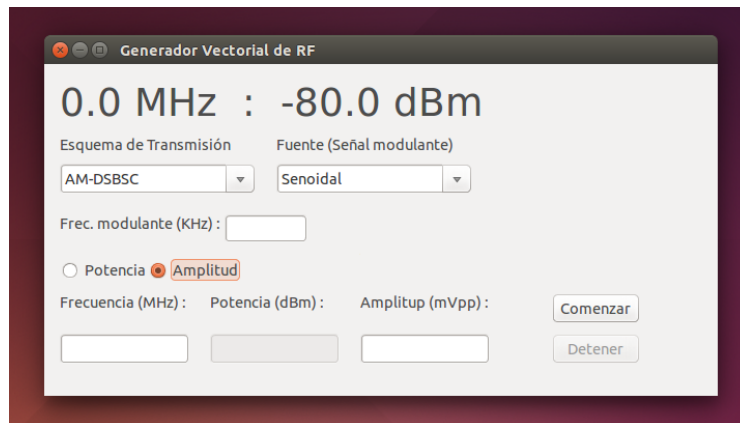 Generador Vectorial de RF
0.0 MHz : -80.0 dBm
Esquema de Transmisión Fuente (Señal modulante)
AM-DSBSC Senoidal
Frec. modulante (KHz) :
Potencia Amplitud
Frecuencia (MHz) : Potencia (dBm) : Amplitup (mVpp) :
Comenzar
Detener